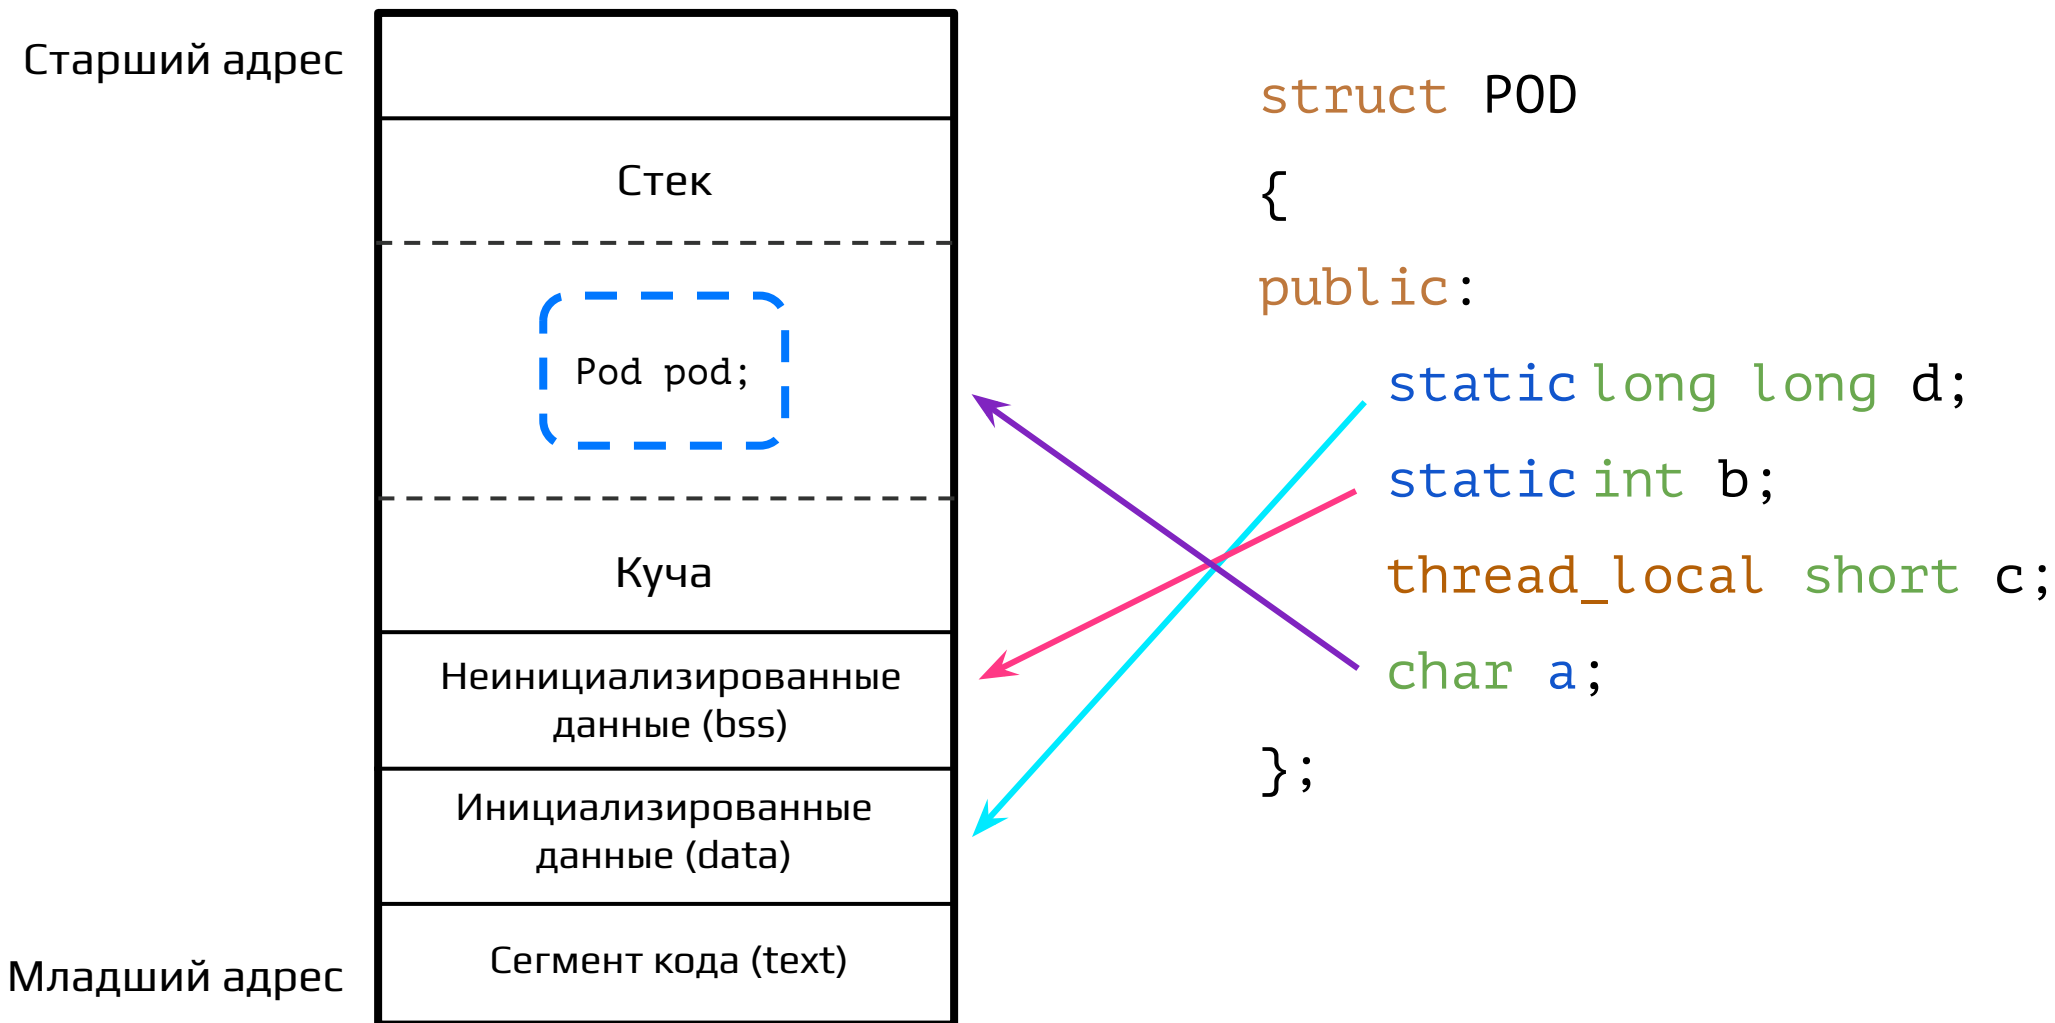 Старший адрес
Стек
Pod pod;
Куча
Неинициализированные
данные (bss)
Инициализированные
данные (data)
Сегмент кода (text)
Младший адрес
struct POD
{
public:
static long long d;
static int b;
thread_local short c;
char a;
};